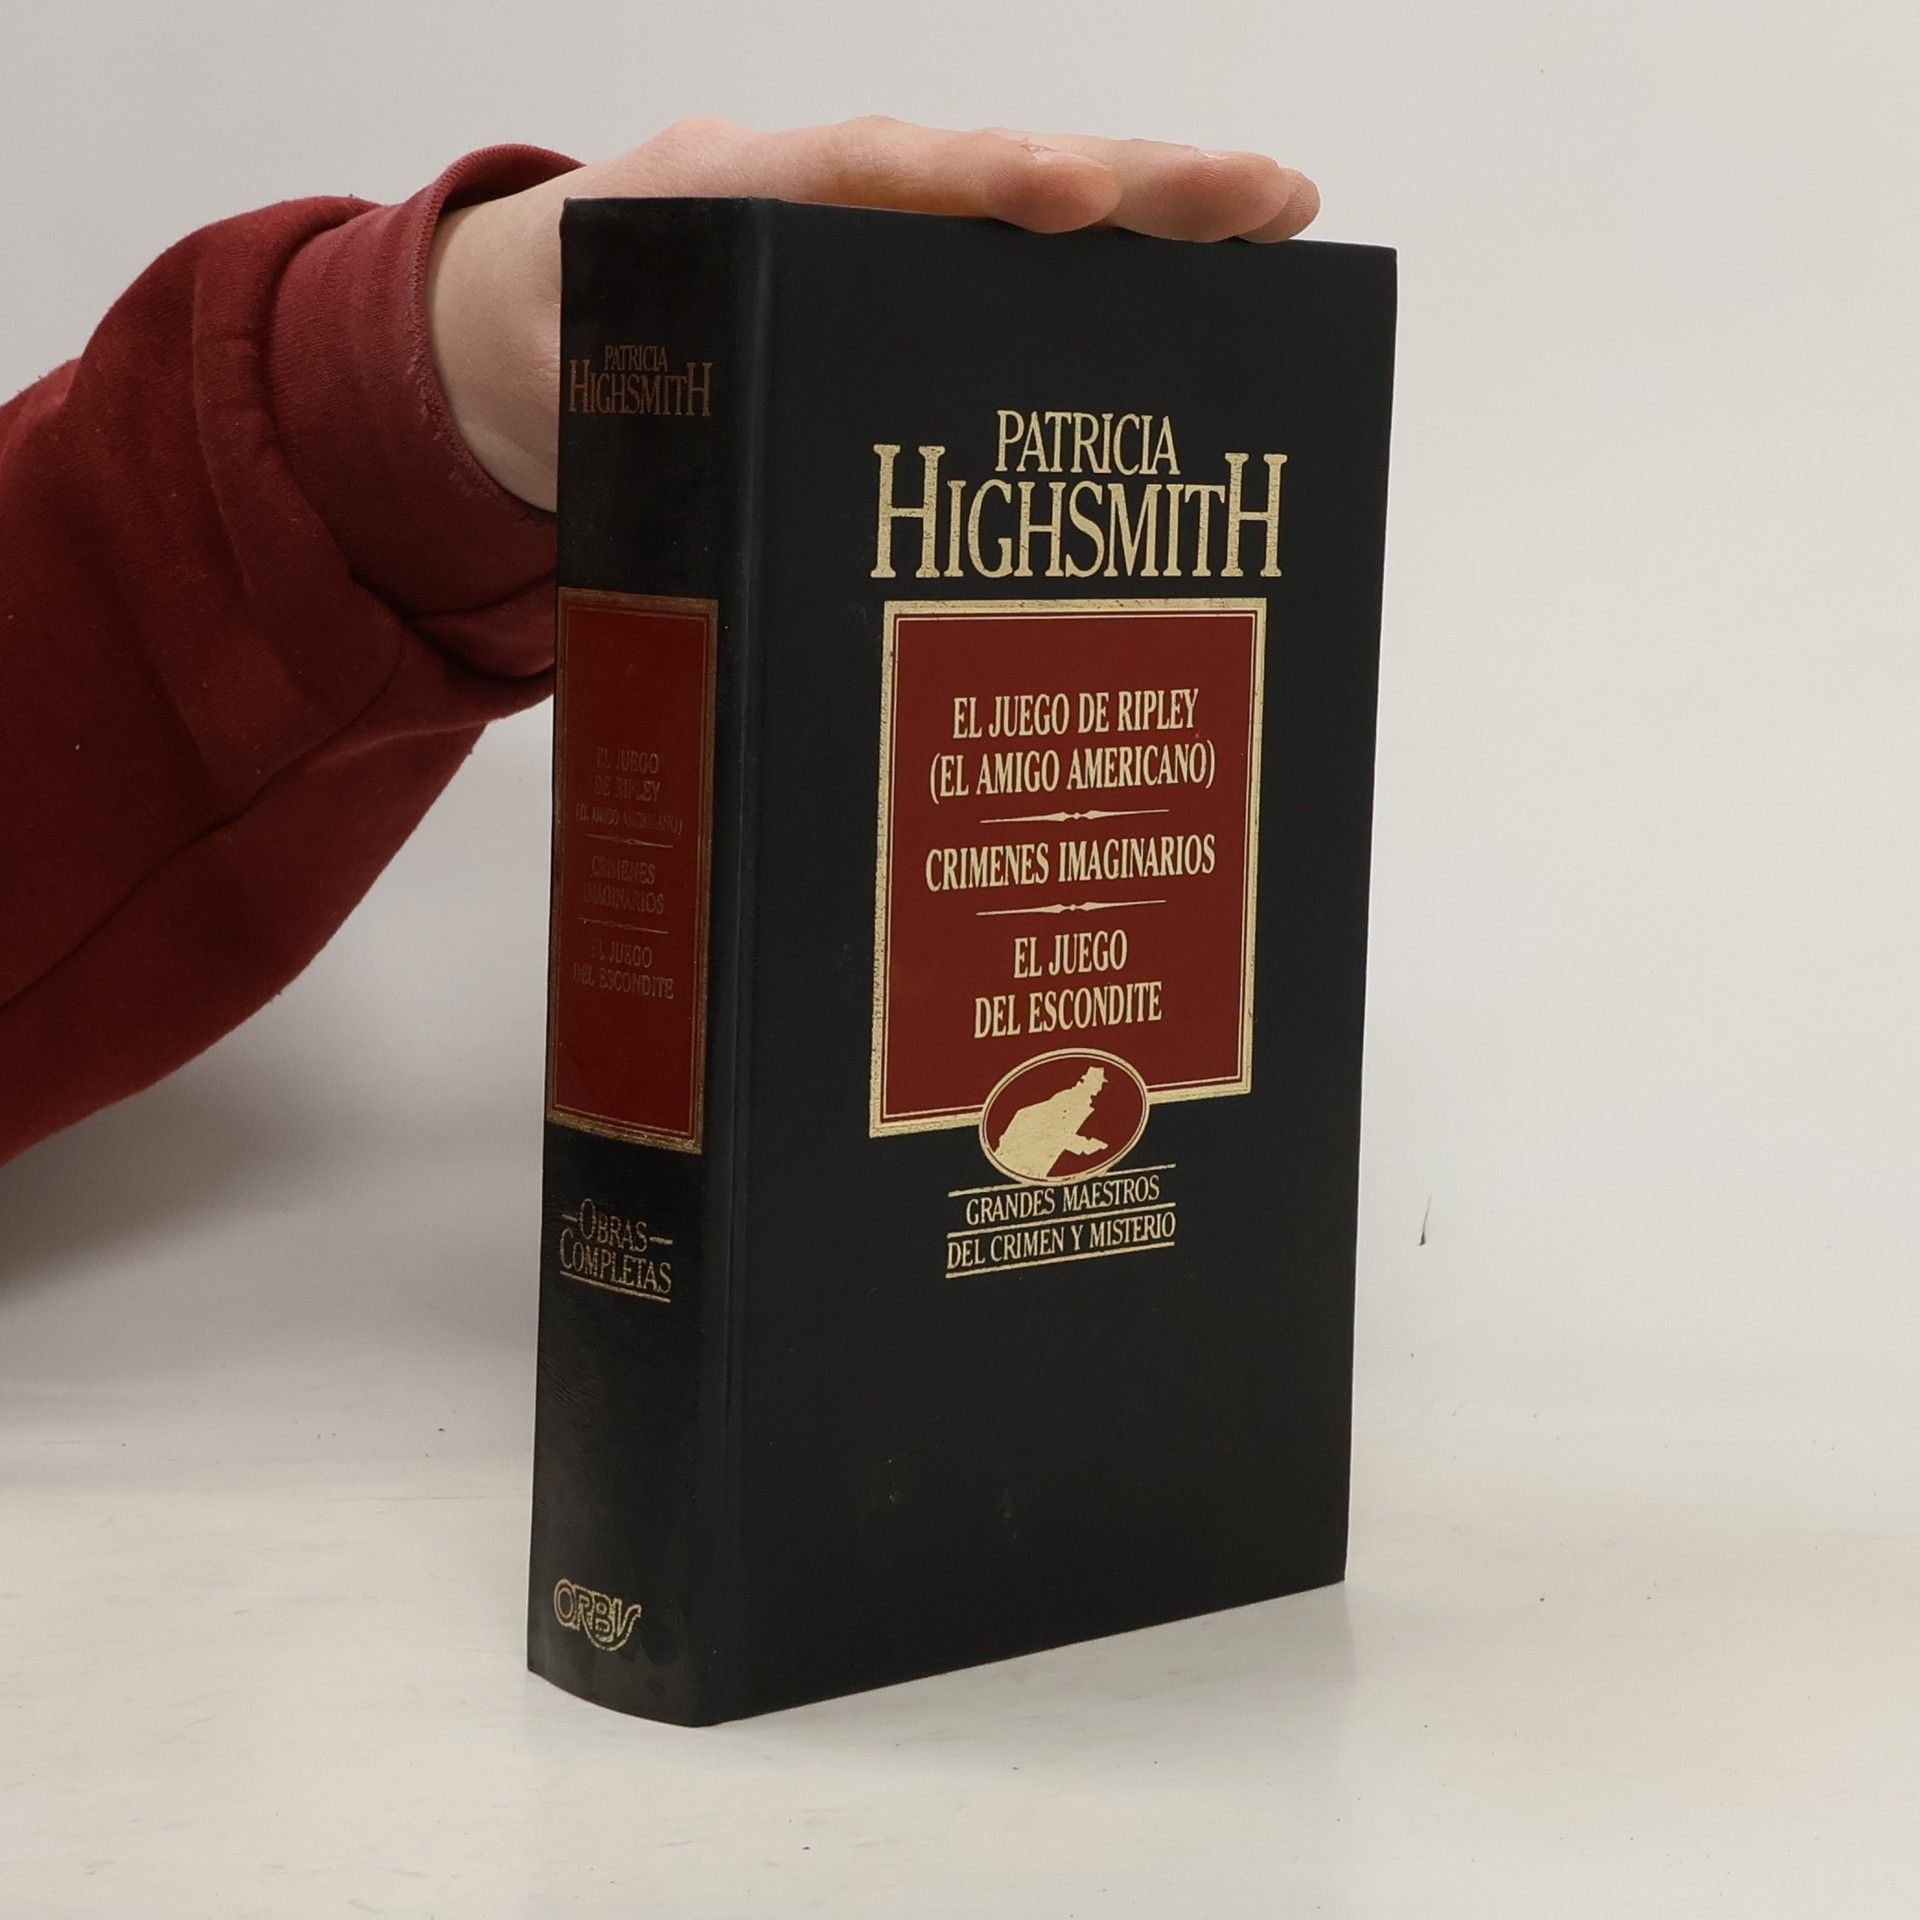 PATRICIA
HIGHSMITH
EL JUEGO
DE RIPLEY
(EL AMIGO AMERICANO)
CRIMENES
IMAGINARIOS
EL JUEGO
DEL ESCONDITE
OBRAS
COMPLETAS
ORBIS
PATRICIA
HIGHSMITH
EL JUEGO DE RIPLEY
(EL AMIGO AMERICANO)
CRIMENES IMAGINARIOS
EL JUEGO
DEL ESCONDITE
GRANDES MAESTROS
DEL CRIMEN Y MISTERIO